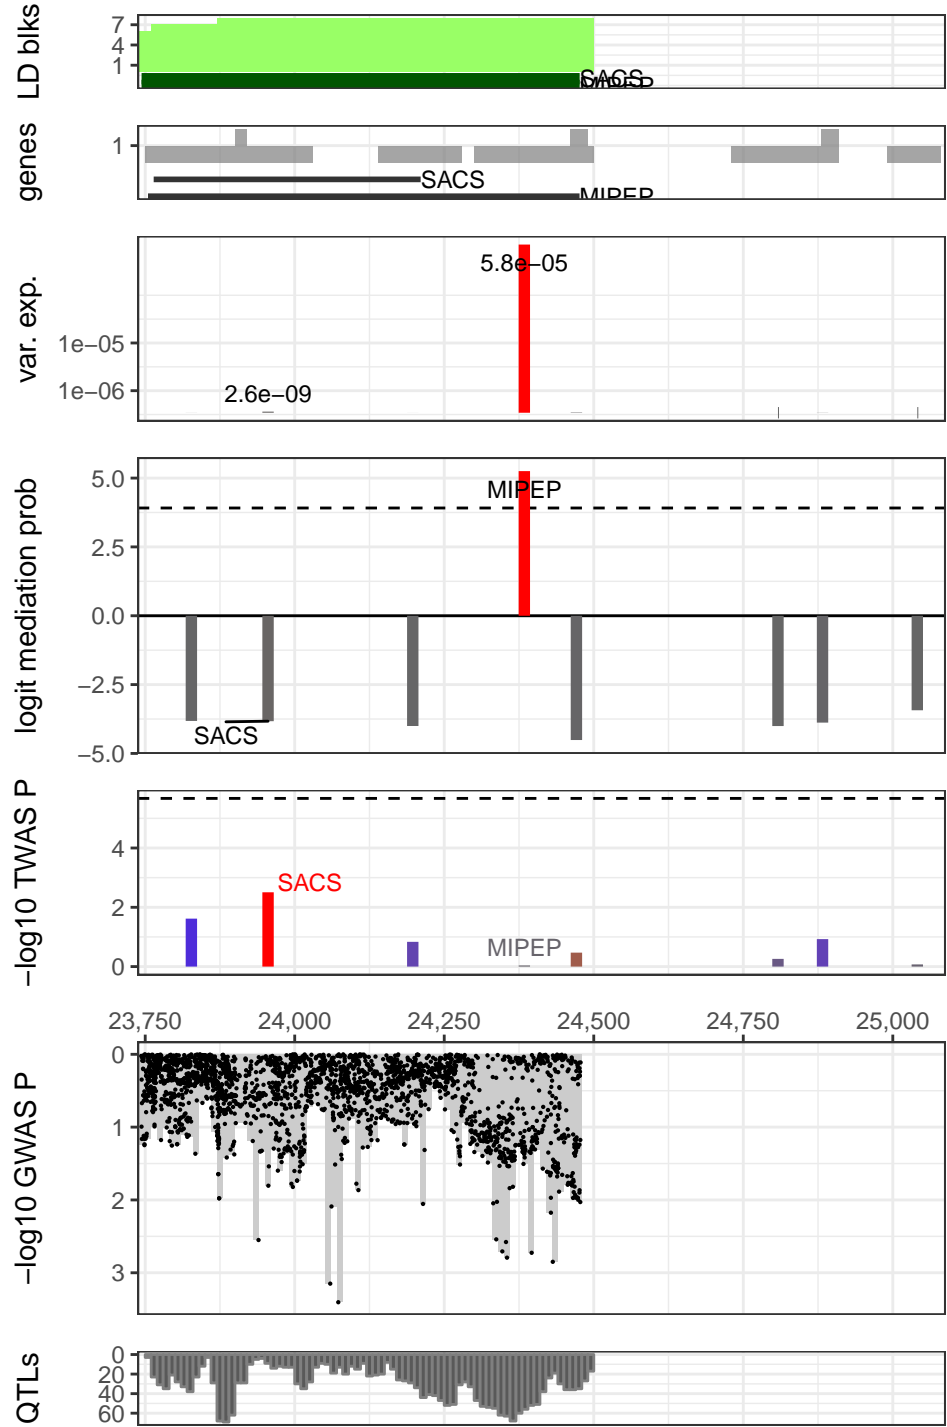 LD blks
7
4
1
SACS
MIPEP
genes
1
SACS
MIPEP
var. exp.
5.8e−05
1e−05
1e−06
2.6e−09
logit mediation prob
5.0
2.5
0.0
−2.5
−5.0
MIPEP
SACS
−log10 TWAS P
4
2
0
SACS
MIPEP
23,750 24,000 24,250 24,500 24,750 25,000
−log10 GWAS P
0
1
2
3
QTLs
0
20
40
60